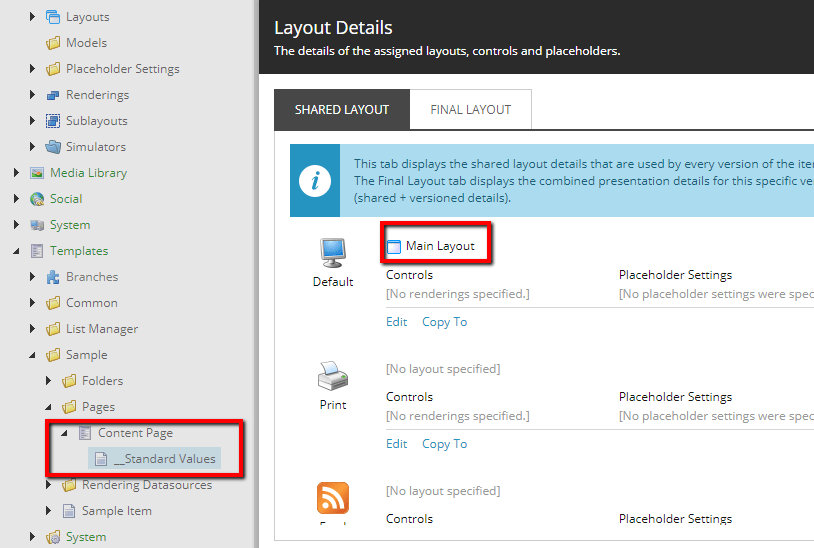 Layouts
Models
Placeholder Settings
Renderings
Sublayouts
Simulators
Media Library
Social
System
Templates
Branches
Common
List Manager
Sample
Folders
Pages
Content Page
__Standard Values
Rendering Datasources
Sample Item
System
Layout Details
The details of the assigned layouts, controls and placeholders.
SHARED LAYOUT
FINAL LAYOUT
This tab displays the shared layout details that are used by every version of the
The Final Layout tab displays the combined presentation details for this specific
(shared + versioned details).
Default
Main Layout
Controls
Placeholder Settings
[No renderings specified.]
[No placeholder settings were
Edit
Copy To
Print
[No layout specified]
Controls
Placeholder Settings
[No renderings specified.]
[No placeholder settings were
Edit
Copy To
[No layout specified]
Controls
Placeholder Settings